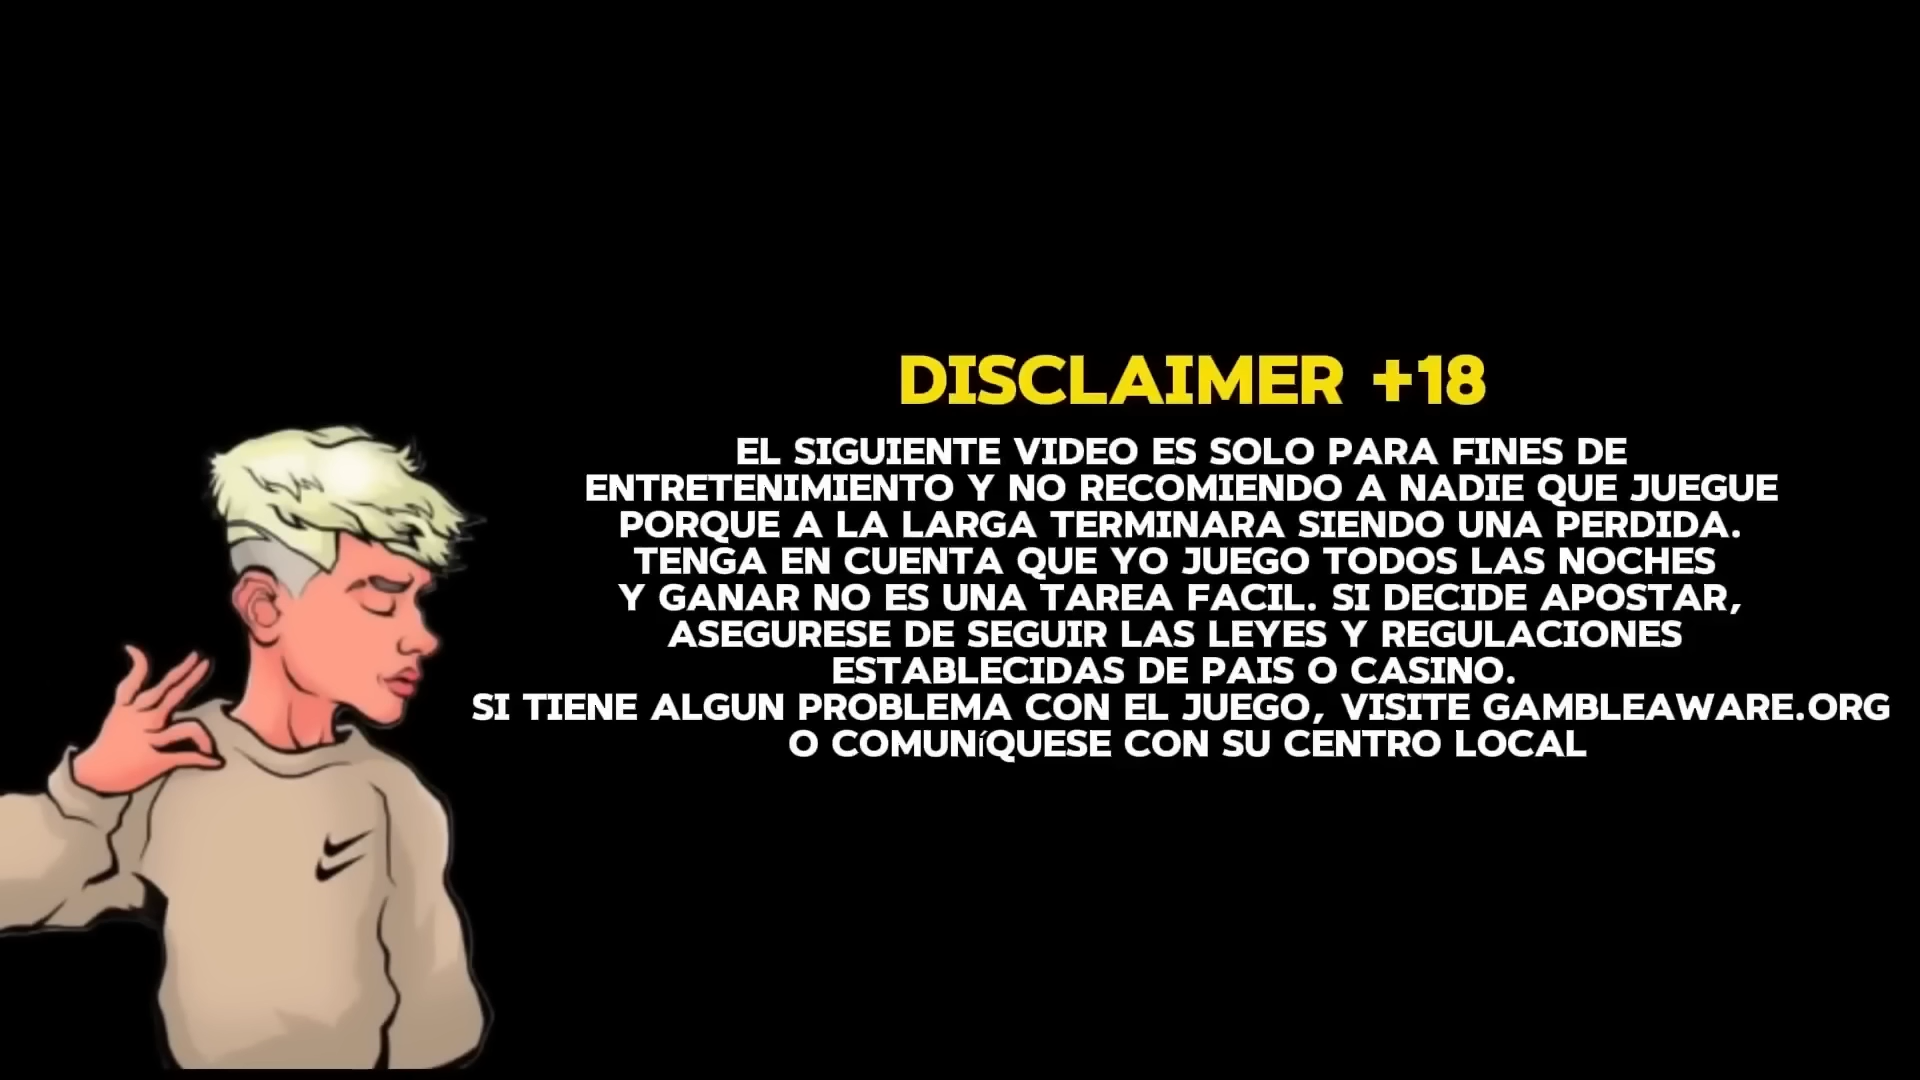 DISCLAIMER +18
EL SIGUIENTE VIDEO ES SOLO PARA FINES DE
ENTRETENIMIENTO Y NO RECOMIENDO A NADIE QUE JUEGUE
PORQUE A LA LARGA TERMINARA SIENDO UNA PERDIDA.
TENGA EN CUENTA QUE YO JUEGO TODOS LAS NOCHES
Y GANAR NO ES UNA TAREA FACIL. SI DECIDE APOSTAR,
ASEGURESE DE SEGUIR LAS LEYES Y REGULACIONES
ESTABLECIDAS DE PAIS O CASINO.
SI TIENE ALGUN PROBLEMA CON EL JUEGO, VISITE GAMBLEAWARE.ORG
O COMUNíQUESE CON SU CENTRO LOCAL